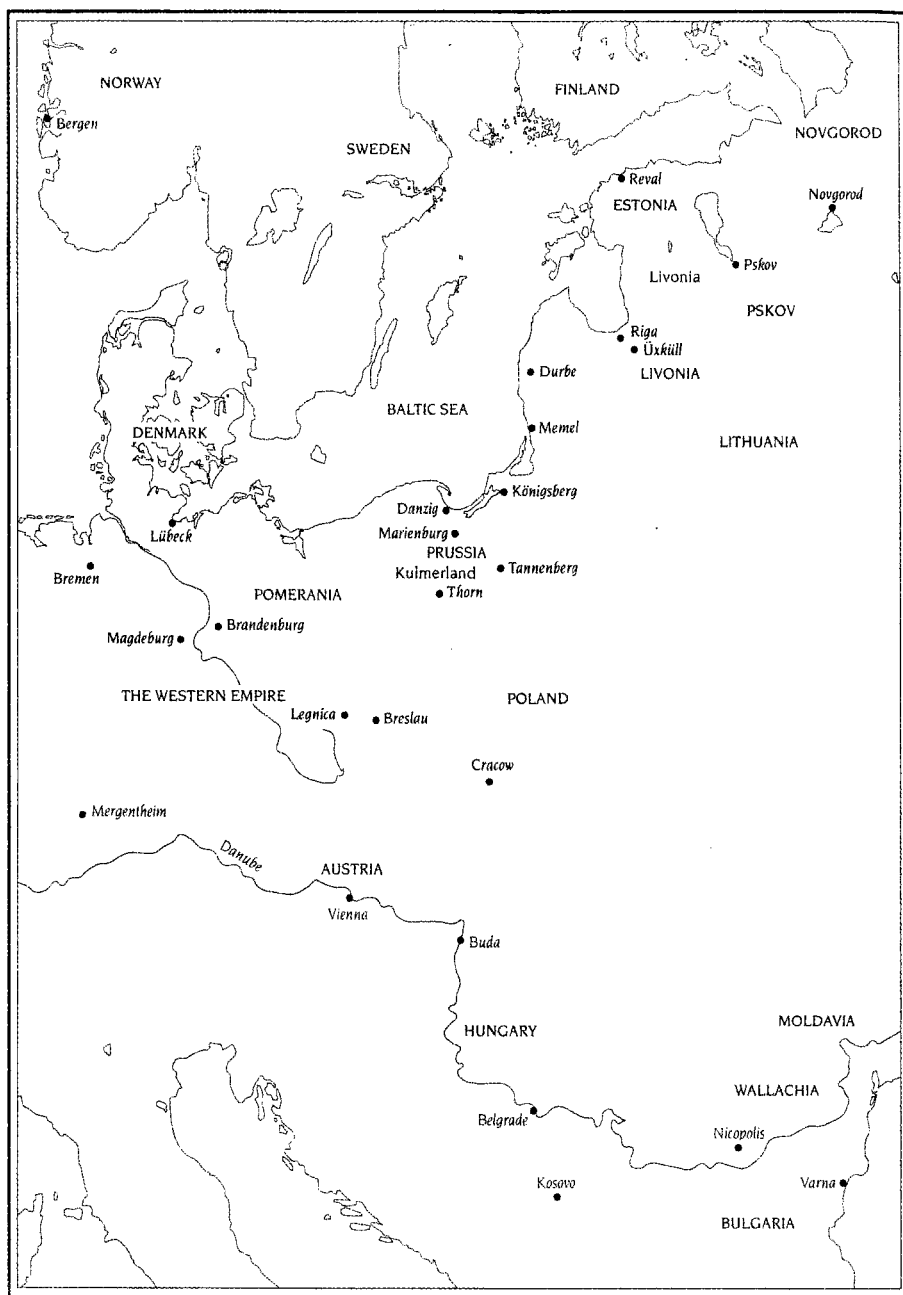 NORWAY
FINLAND
Bergen
NOVGOROD
SWEDEN
Reval
ESTONIA
Novgorod
Pskov
Livonia
PSKOV
Riga
Üxküll
LIVONIA
Durbe
BALTIC SEA
DENMARK
Memel
LITHUANIA
Königsberg
Danzig
Lübeck
Marienburg
PRUSSIA
Tannenberg
Kulmerland
Bremen
Thorn
POMERANIA
Brandenburg
Magdeburg
THE WESTERN EMPIRE
POLAND
Legnica
Breslau
Cracow
Mergentheim
Danube
AUSTRIA
Vienna
Buda
MOLDAVIA
HUNGARY
WALLACHIA
Belgrade
Nicopolis
Kosovo
Varna
BULGARIA